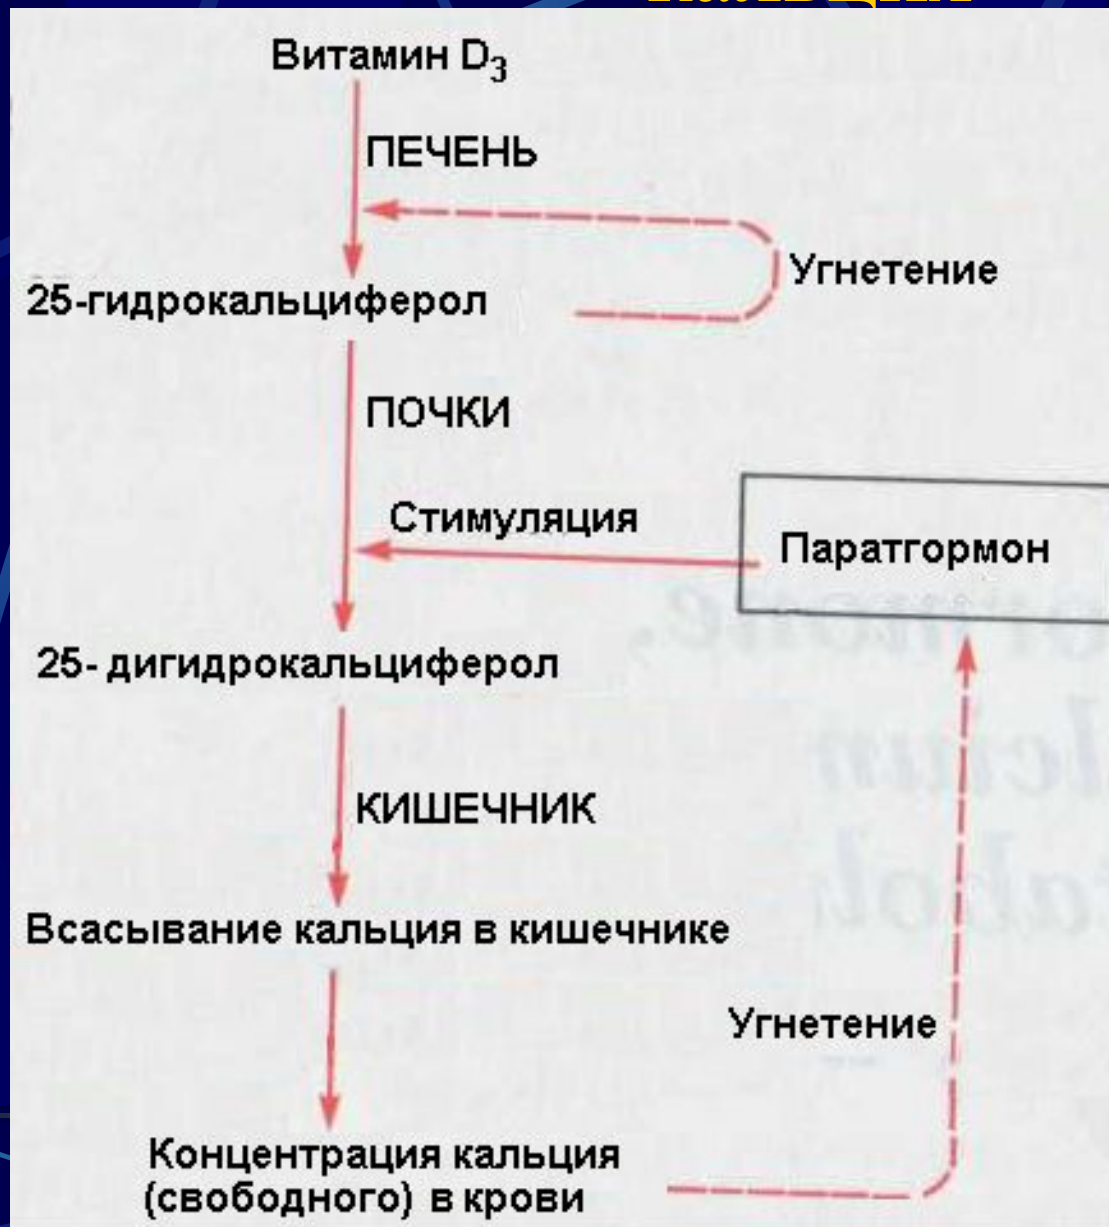 Витамин D₃
ПЕЧЕНЬ
Угнетение
25-гидрокальциферол
ПОЧКИ
Стимуляция
Паратгормон
25- дигидрокальциферол
КИШЕЧНИК
Всасывание кальция в кишечнике
Угнетение
Концентрация кальция
(свободного) в крови